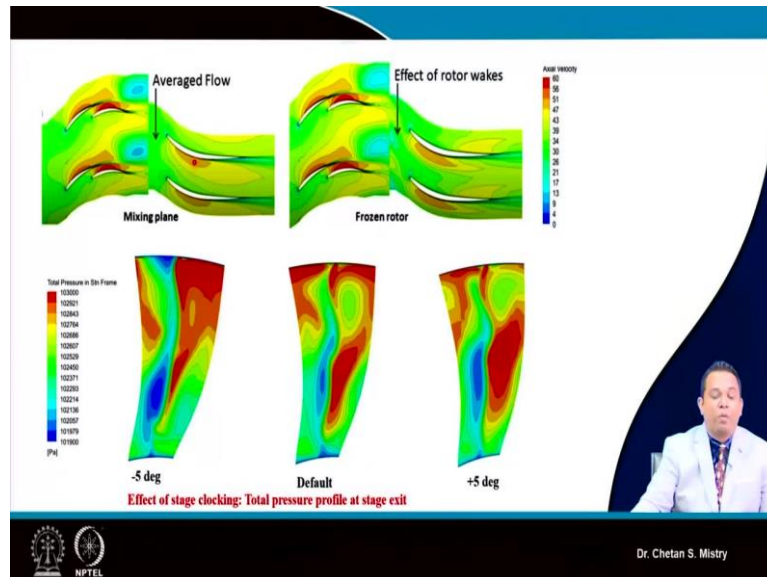 Averaged Flow
Effect of rotor wakes
Axial Velocity
60
56
52
47
43
39
34
30
26
21
17
13
9
4
0
Mixing plane
Frozen rotor
Total Pressure in Stn Frame
103000
102921
102843
102764
102686
102607
102529
102450
102371
102293
102214
102136
102057
101979
101900
[Pa]
-5 deg
Default
+5 deg
Effect of stage clocking: Total pressure profile at stage exit
NPTEL
Dr. Chetan S. Mistry